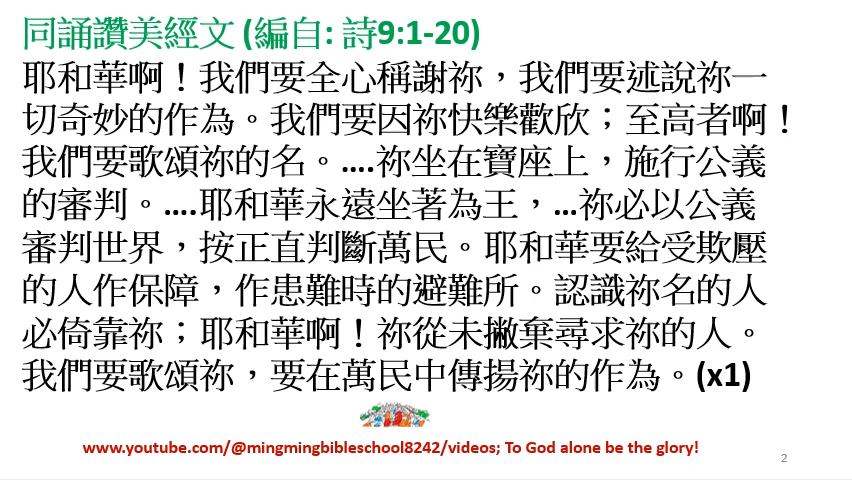 同誦讚美經文 (編自: 詩9:1-20)
耶和華啊！我們要全心稱謝祢，我們要述說祢一
切奇妙的作為。我們要因祢快樂歡欣；至高者啊！
我們要歌頌祢的名。….祢坐在寶座上，施行公義
的審判。….耶和華永遠坐著為王，…祢必以公義
審判世界，按正直判斷萬民。耶和華要給受欺壓
的人作保障，作患難時的避難所。認識祢名的人
必倚靠祢；耶和華啊！祢從未撇棄尋求祢的人。
我們要歌頌祢，要在萬民中傳揚祢的作為。(x1)
www.youtube.com/@mingmingbibleschool8242/videos; To God alone be the glory!
2